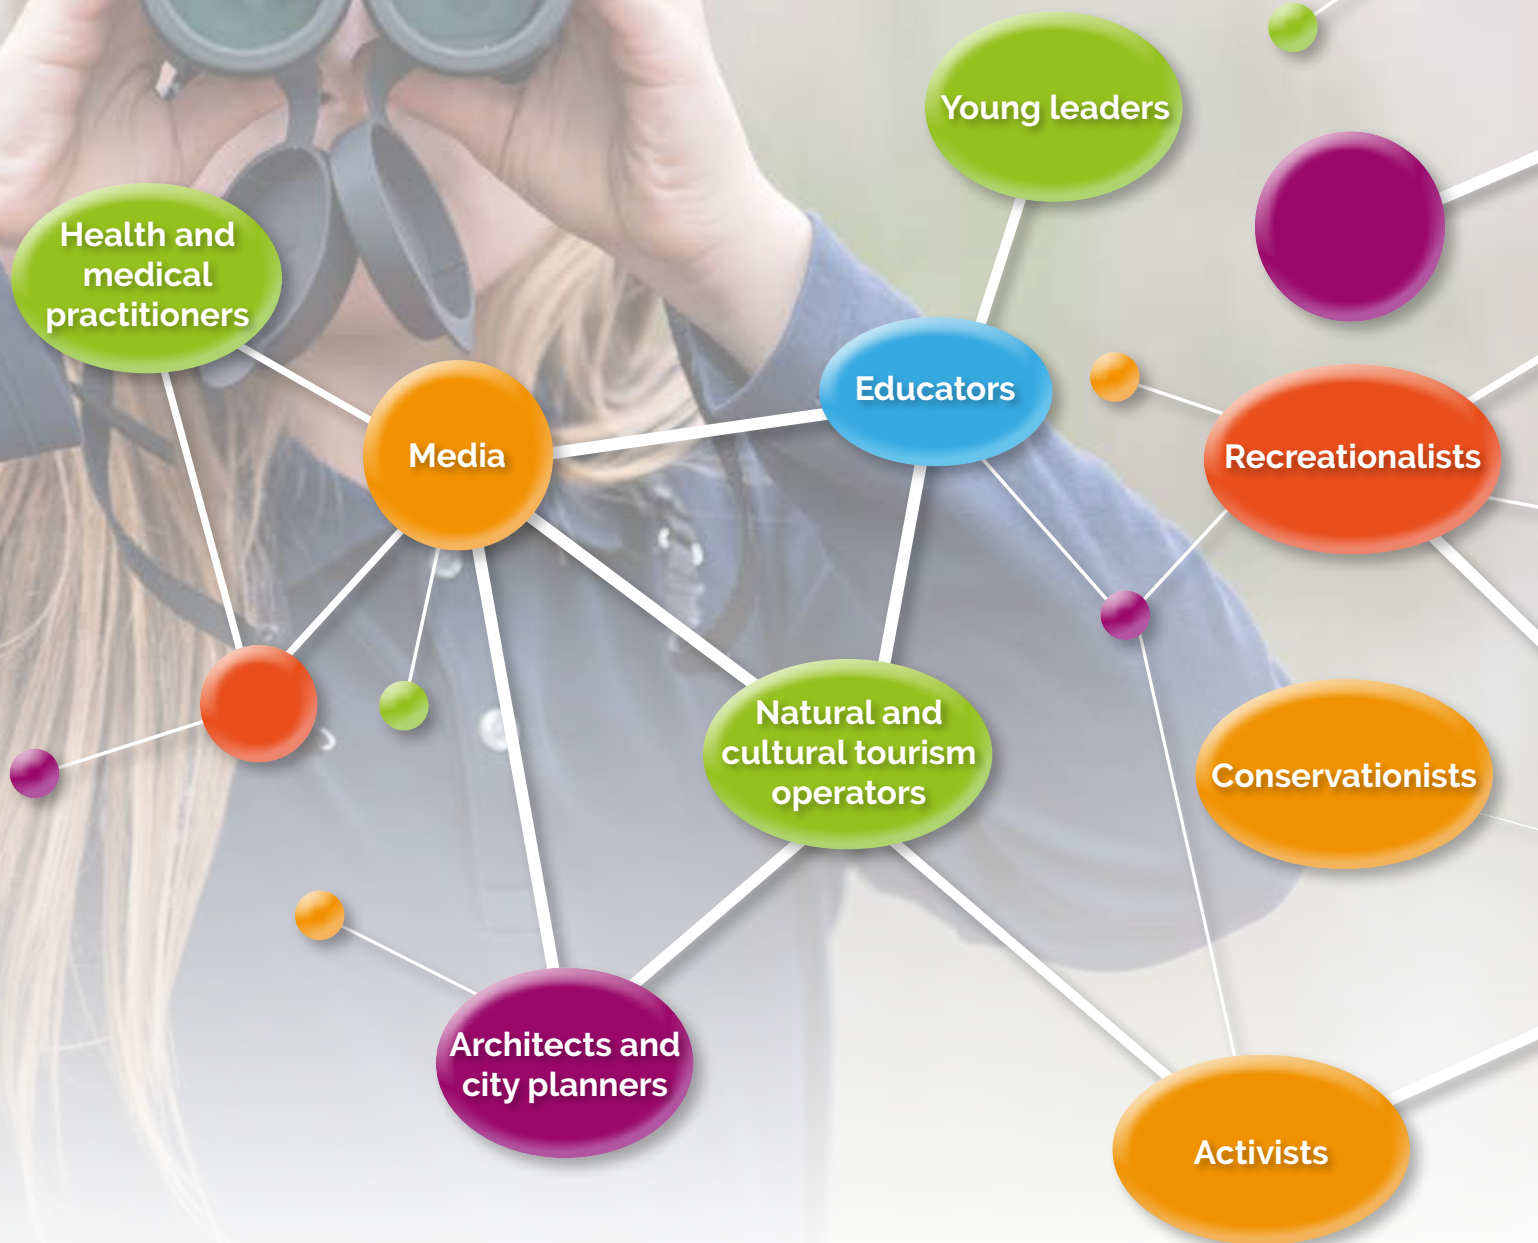 Young leaders
Health and
medical
practitioners
Educators
Media
Recreationalists
Natural and
cultural tourism
operators
Conservationists
Architects and
city planners
Activists